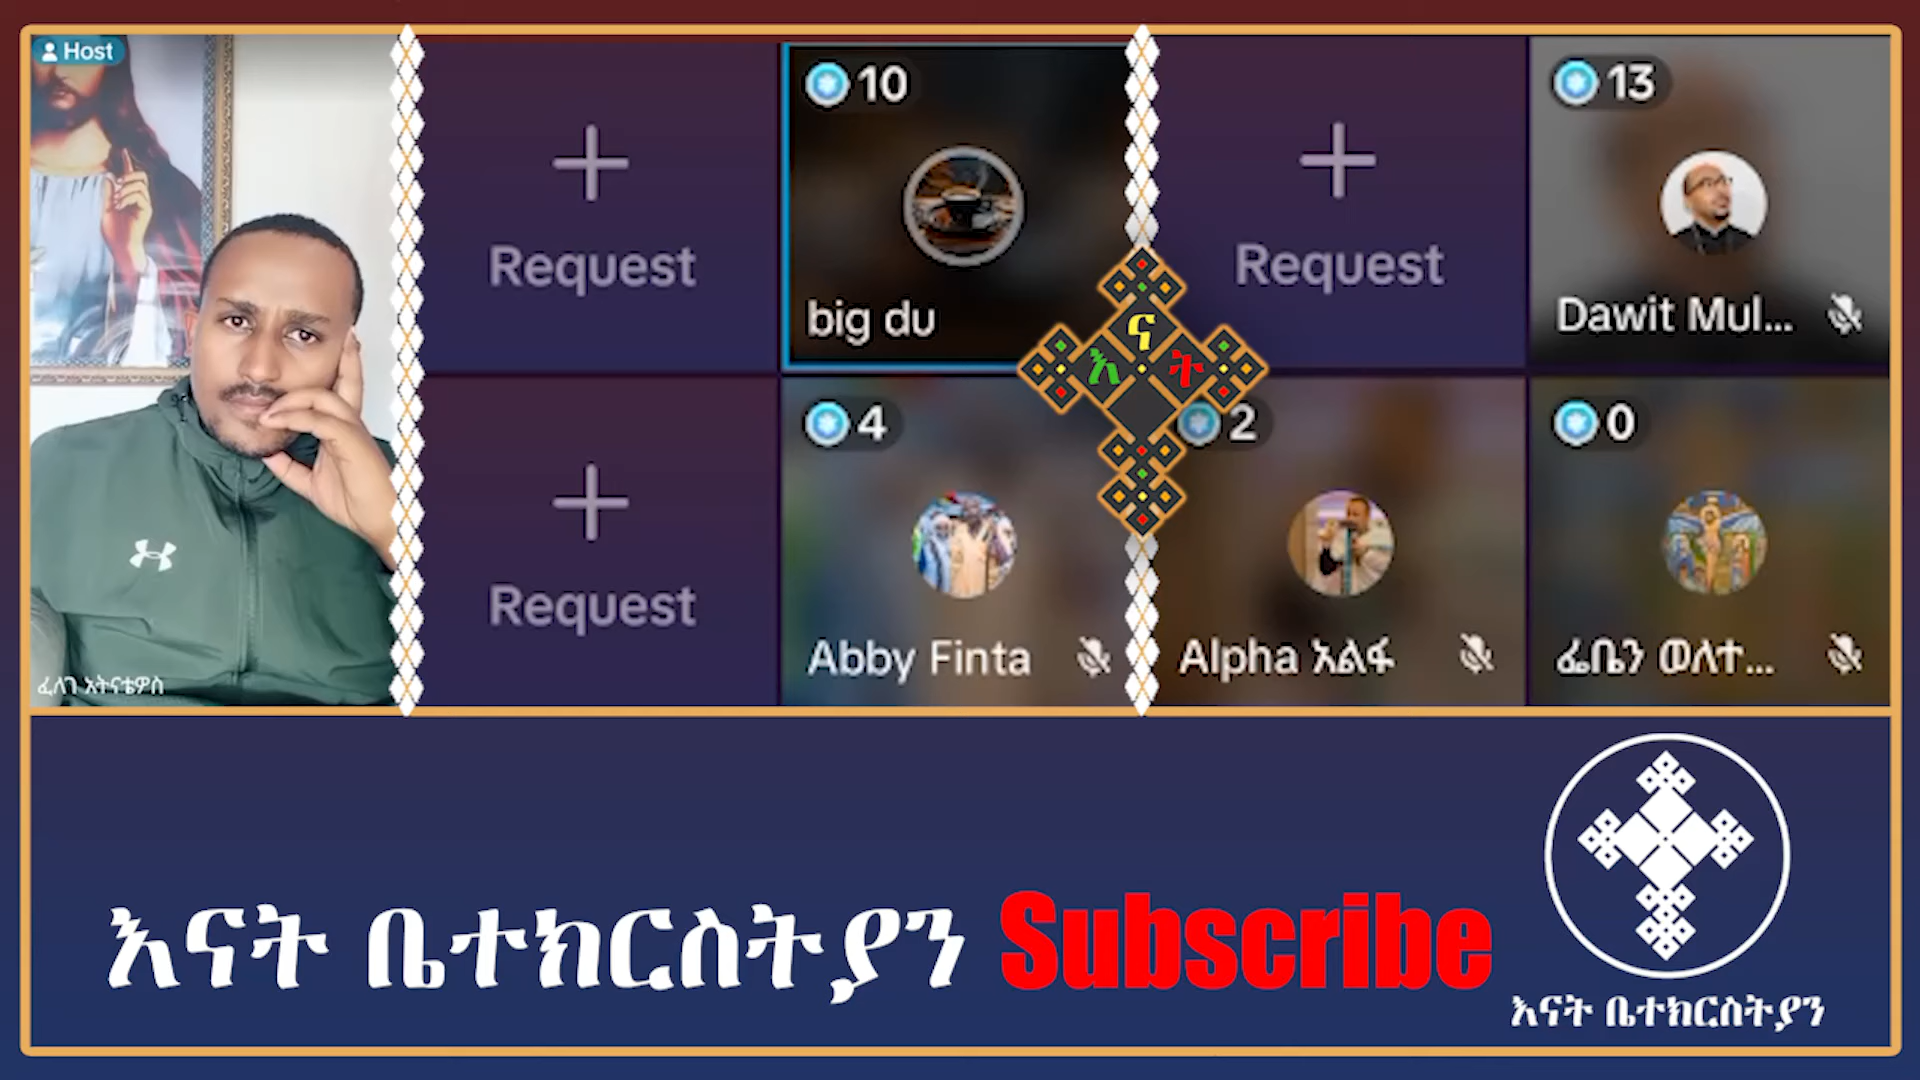 Host
ፈለገ አትናቴዎስ
Request
10
big du
Request
13
Dawit Mul...
Request
4
Abby Finta
2
Alpha አልፋ
0
ፌቤን ወለተ...
እ ና ት
እናት ቤተክርስትያን Subscribe
እናት ቤተክርስትያን